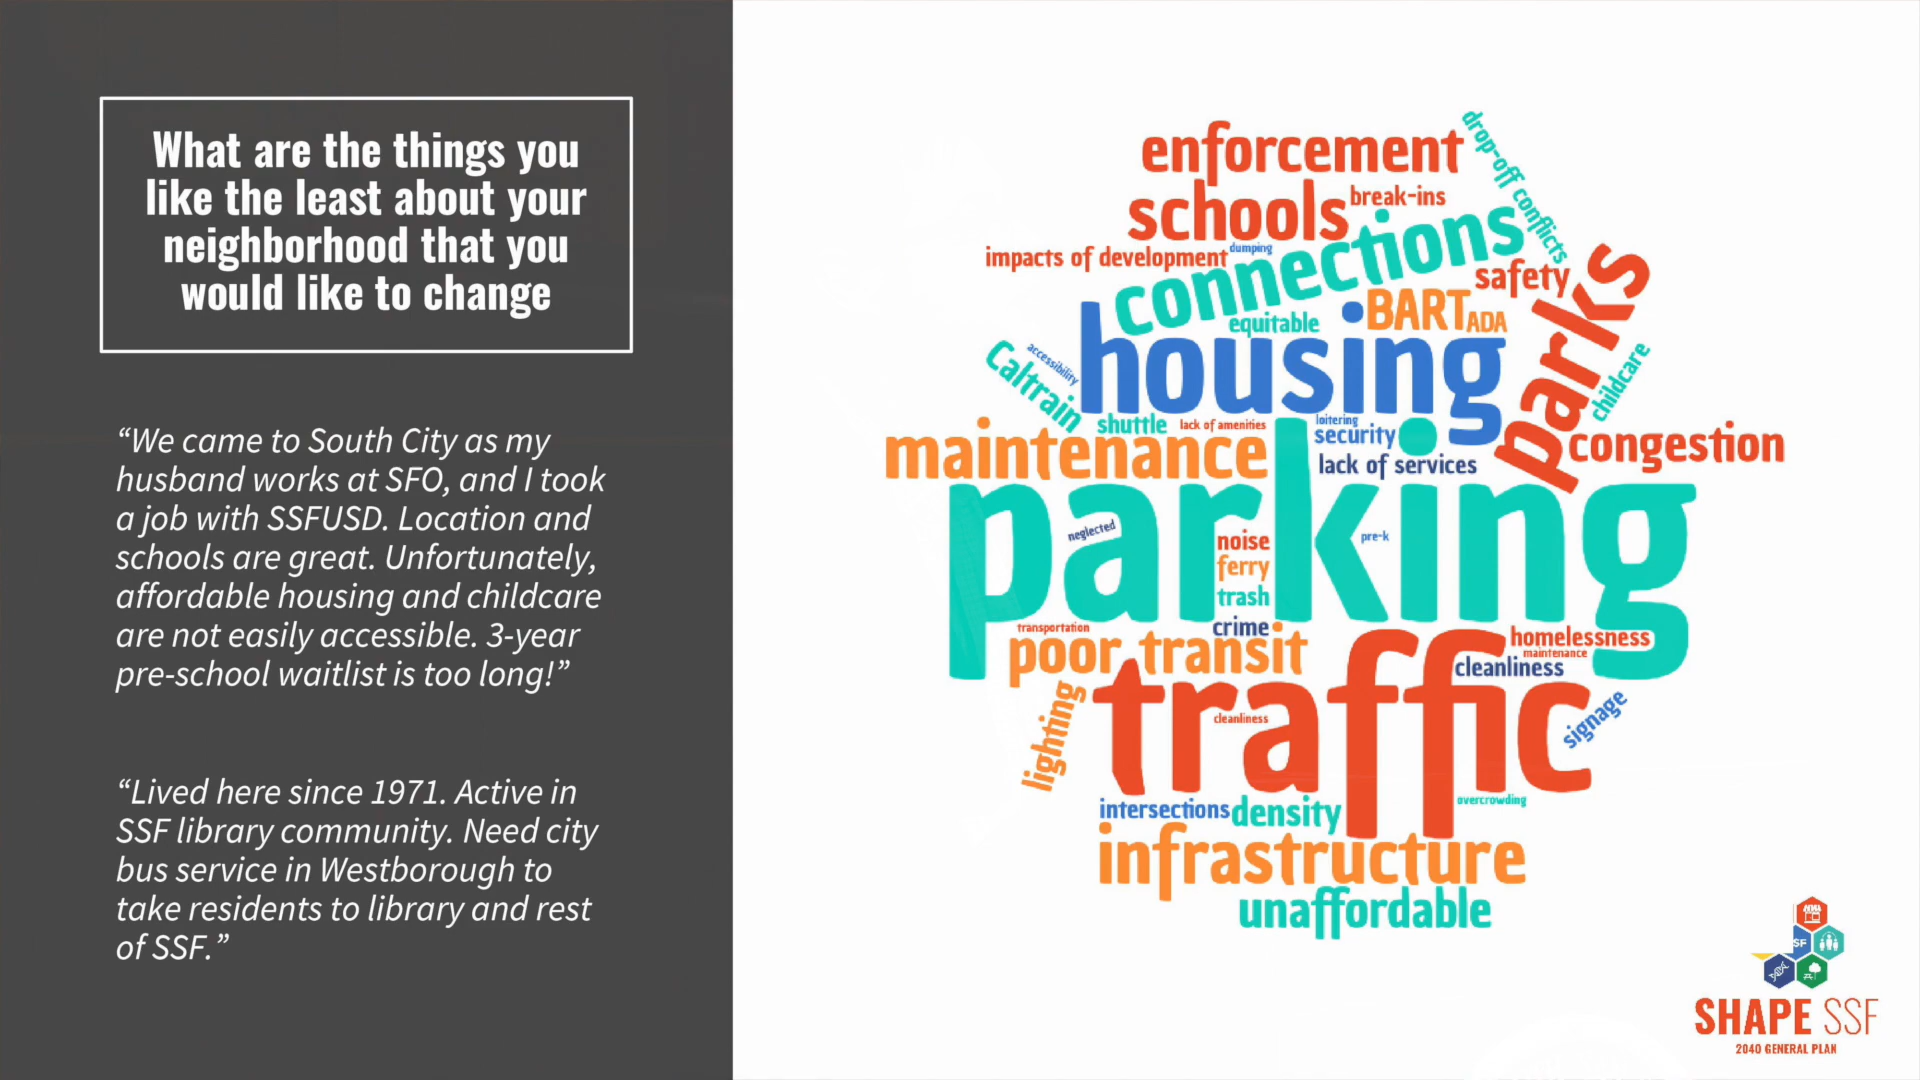 What are the things you
like the least about your
neighborhood that you
would like to change
“We came to South City as my
husband works at SFO, and I took
a job with SSFUSD. Location and
schools are great. Unfortunately,
affordable housing and childcare
are not easily accessible. 3-year
pre-school waitlist is too long!”
“Lived here since 1971. Active in
SSF library community. Need city
bus service in Westborough to
take residents to library and rest
of SSF.”
enforcement
drop-off conflicts
schools
break-ins
connections
impacts of development
dumping
safety
parks
BART
ADA
equitable
housing
Caltrain
accessibility
childcare
shuttle
lack of amenities
loitering
security
maintenance
lack of services
congestion
parking
neglected
noise
pre-k
ferry
trash
transportation
crime
poor transit
homelessness
maintenance
cleanliness
traffic
lighting
cleanliness
signage
intersections
density
overcrowding
infrastructure
unaffordable
SF
SHAPE SSF
2040 GENERAL PLAN